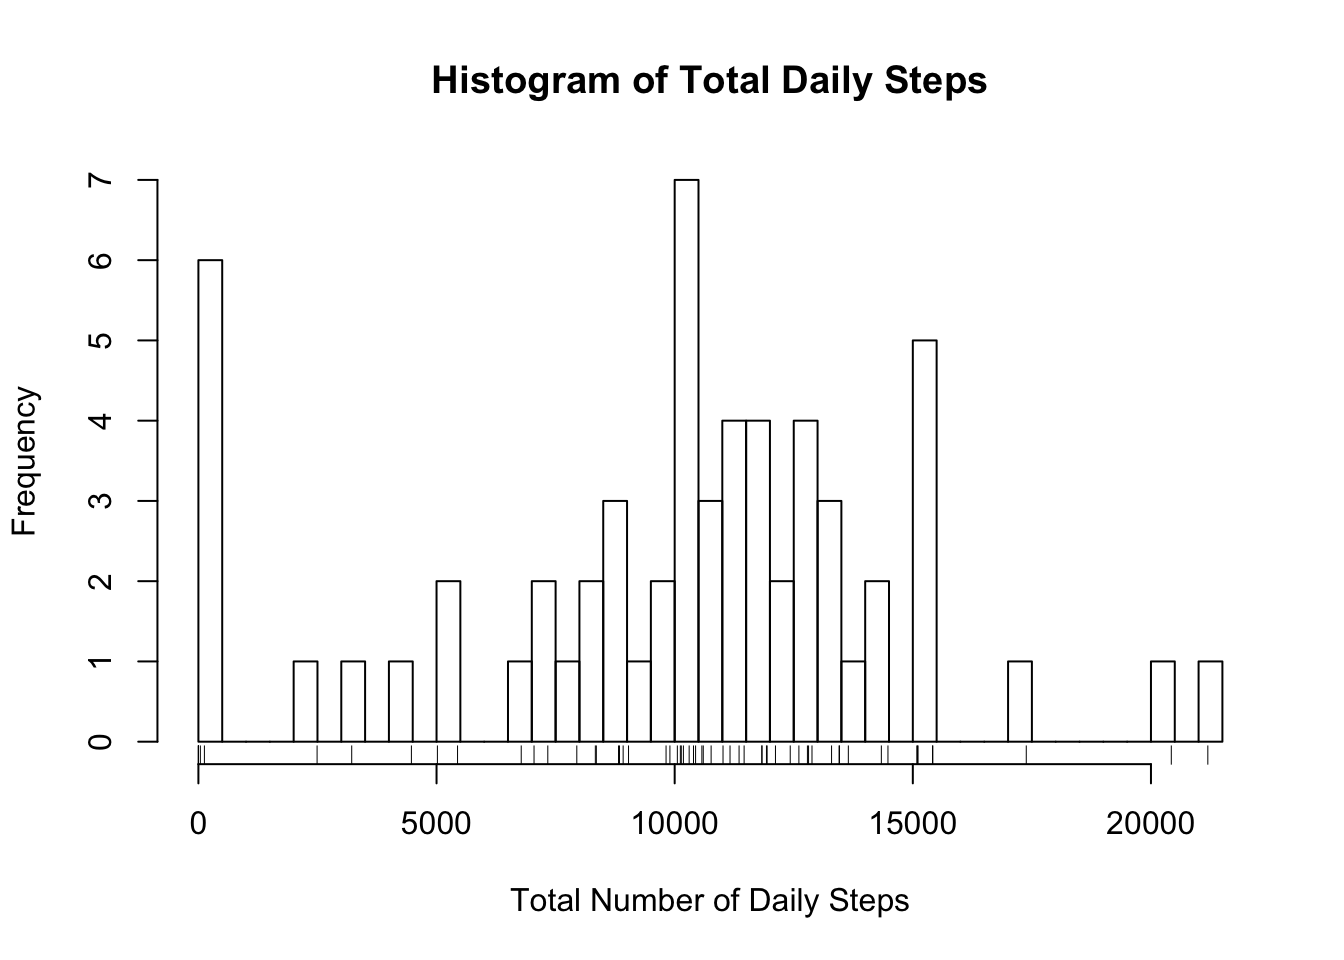 Histogram of Total Daily Steps
7
6
5
4
3
2
1
0
Frequency
0 5000 10000 15000 20000
Total Number of Daily Steps